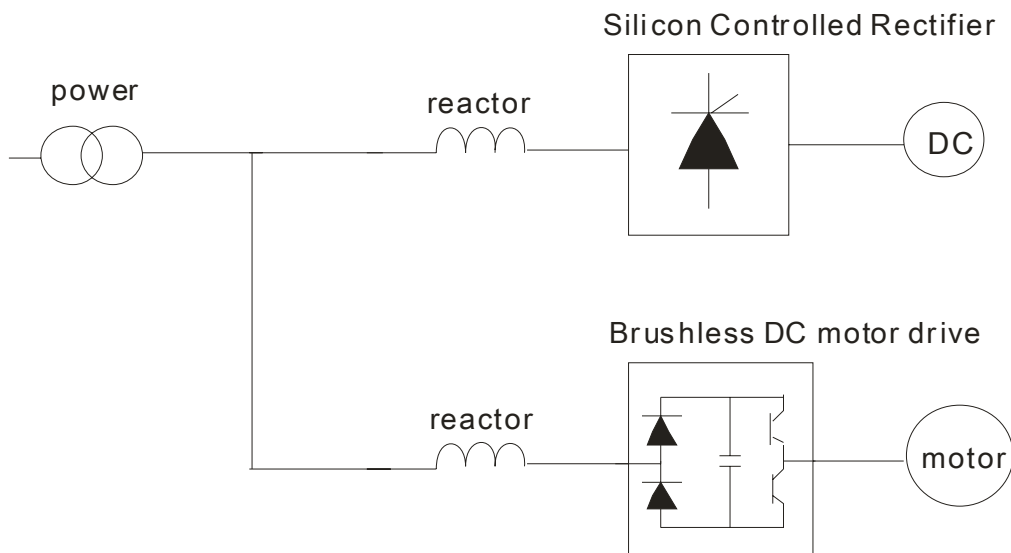 Silicon Controlled Rectifier
power
reactor
DC
Brushless DC motor drive
reactor
motor